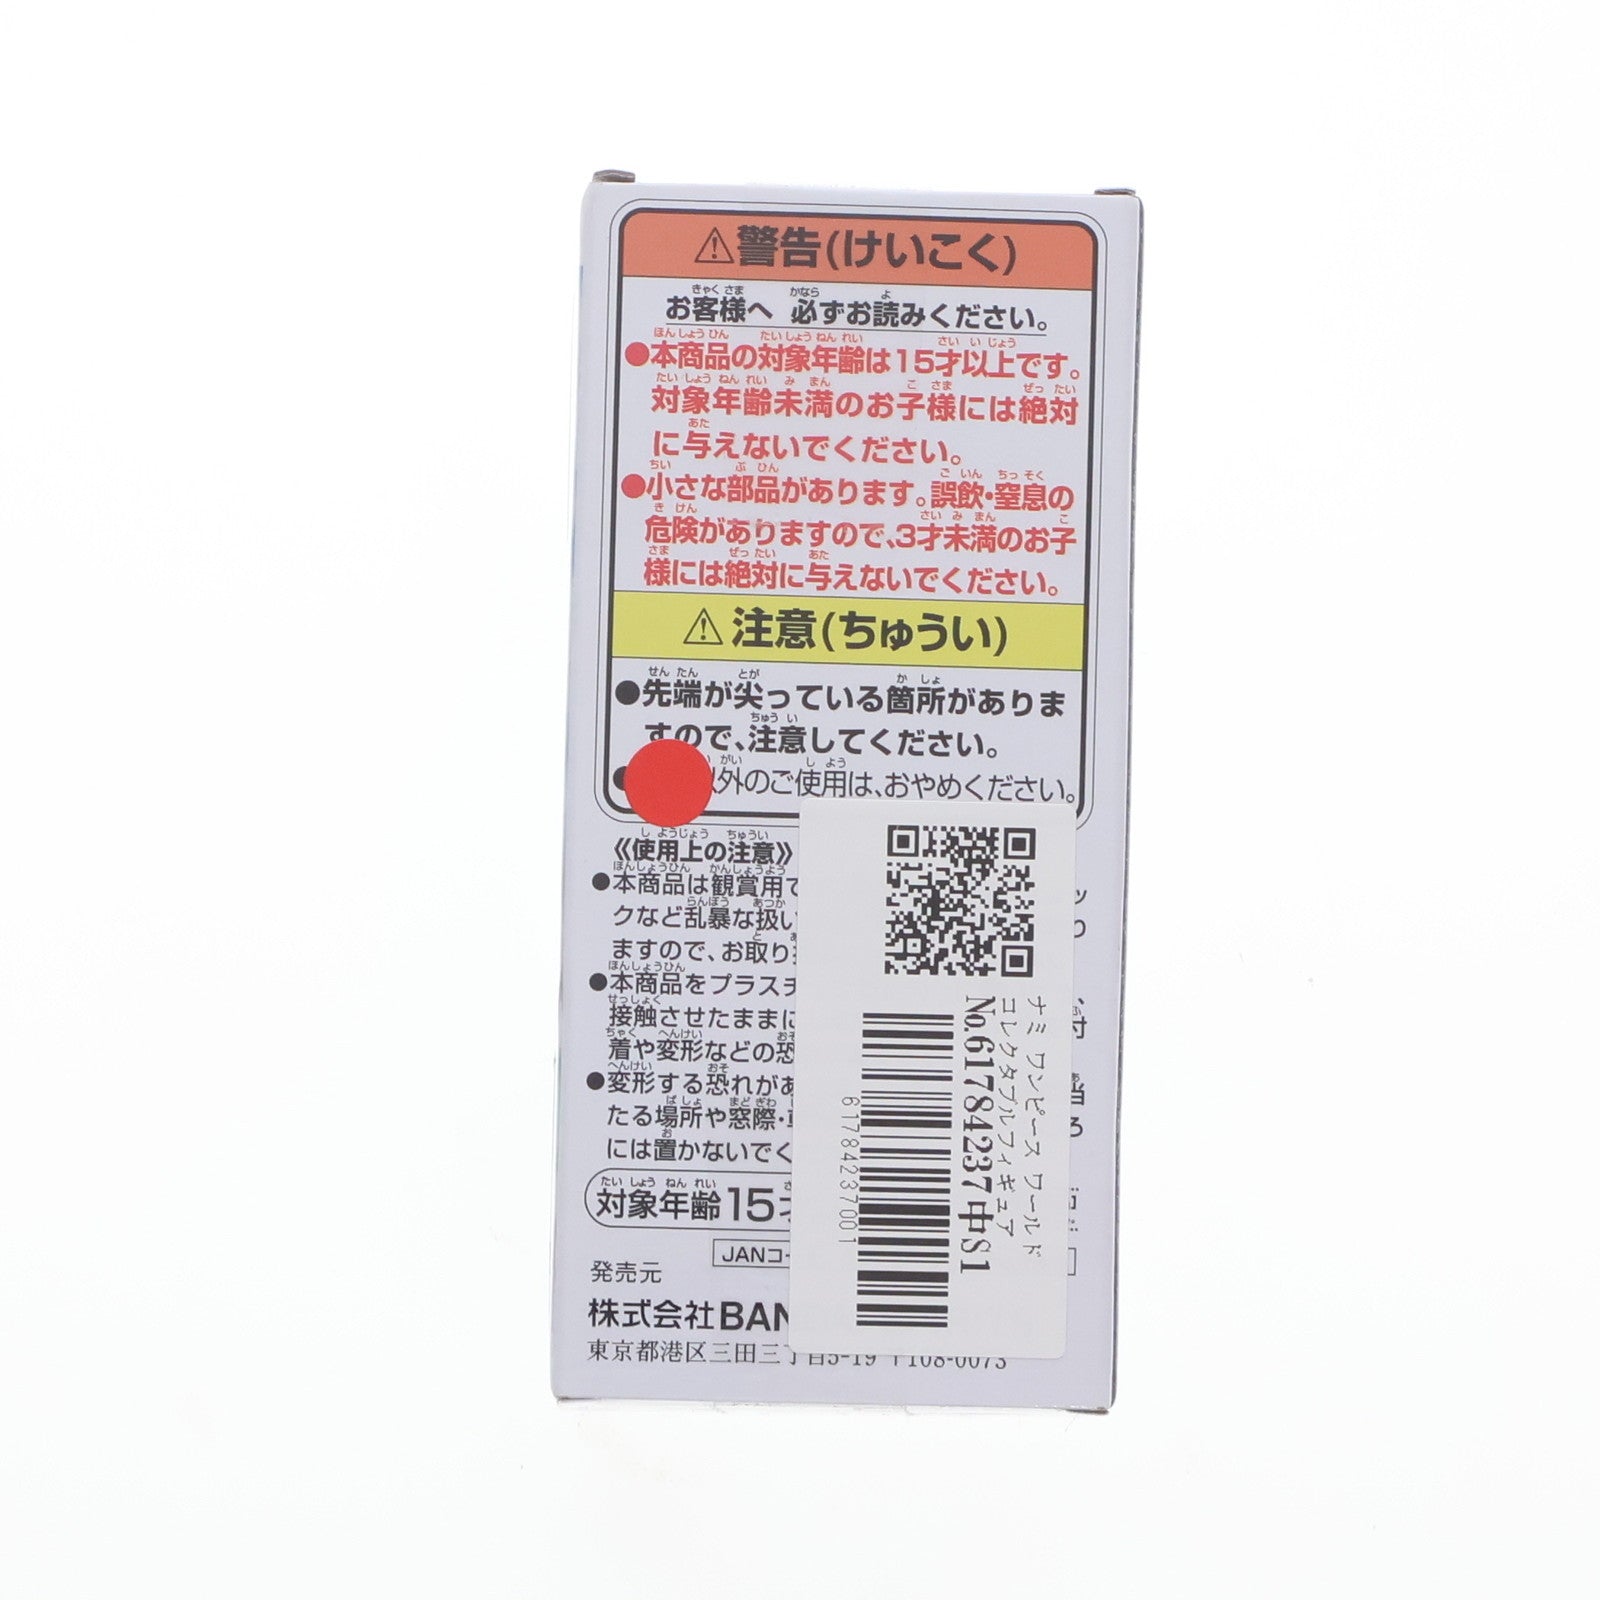 ⚠警告(けいこく)
お客様へ 必ずお読みください。
●本商品の対象年齢は15才以上です。
対象年齢未満のお子様には絶対
に与えないでください。
●小さな部品があります。誤飲・窒息の
危険がありますので、3才未満のお子
様には絶対に与えないでください。
⚠注意(ちゅうい)
●先端が尖っている箇所がありま
すので、注意してください。
以外のご使用は、おやめください。
《使用上の注意》
●本商品は観賞用で
クなど乱暴な扱い
ますので、お取り
●本商品をプラスチ
接触させたままに
着や変形などの恐
●変形する恐れがあ
たる場所や窓際・
には置かないでく
対象年齢15才
JANコー
発売元
株式会社BAN
東京都港区三田三丁目5-19 〒108-0073
ナミ ワンピース ワールド
コレクタブルフィギュア
No.61784237中S1
61784237001